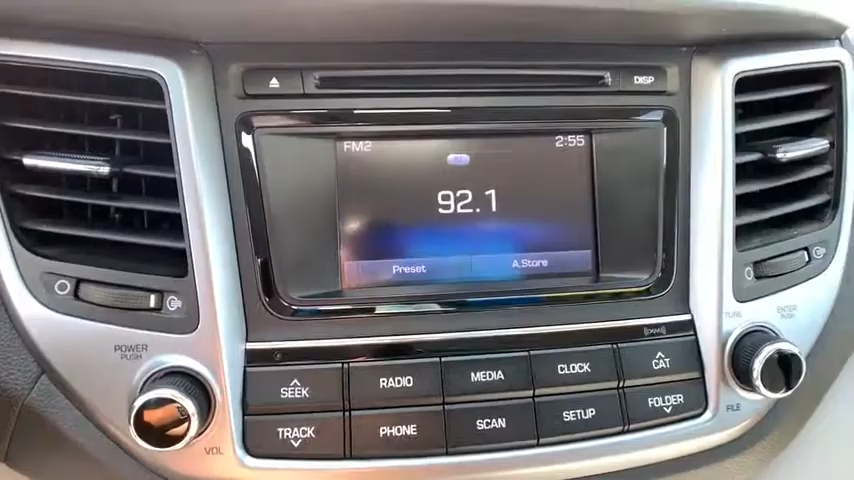 DISP
FM2 2:55
92.1
Preset A.Store
TUNE
ENTER
PUSH
POWER
PUSH
SEEK RADIO MEDIA CLOCK CAT
TRACK PHONE SCAN SETUP FOLDER
FILE
VOL